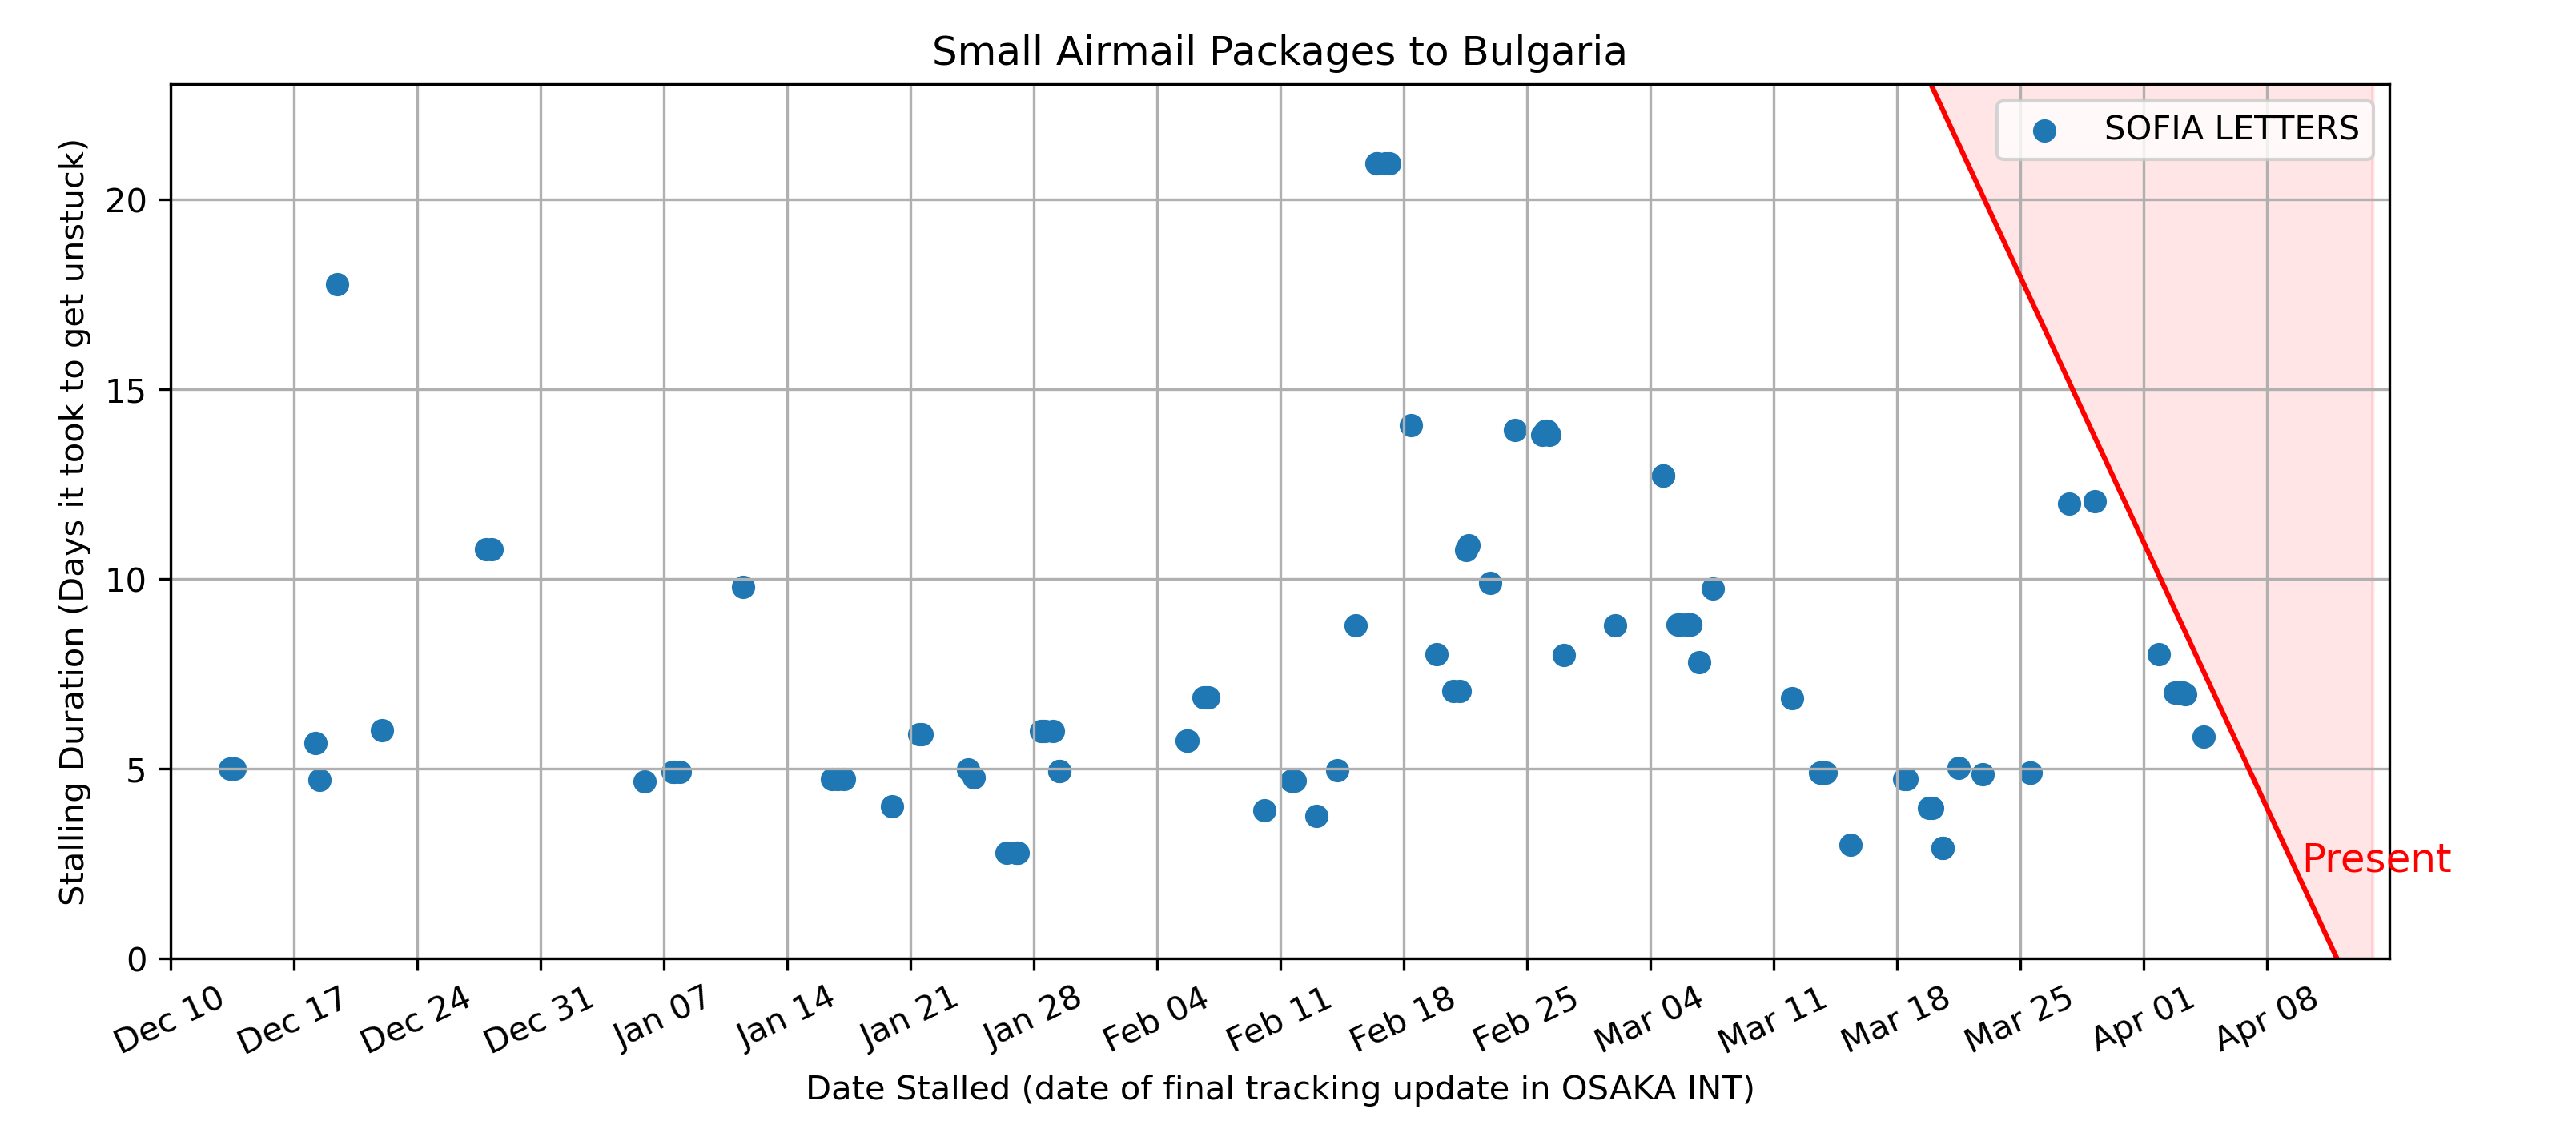 Small Airmail Packages to Bulgaria
SOFIA LETTERS
Stalling Duration (Days it took to get unstuck)
20
15
10
5
0
Present
Dec 10
Dec 17
Dec 24
Dec 31
Jan 07
Jan 14
Jan 21
Jan 28
Feb 04
Feb 11
Feb 18
Feb 25
Mar 04
Mar 11
Mar 18
Mar 25
Apr 01
Apr 08
Date Stalled (date of final tracking update in OSAKA INT)